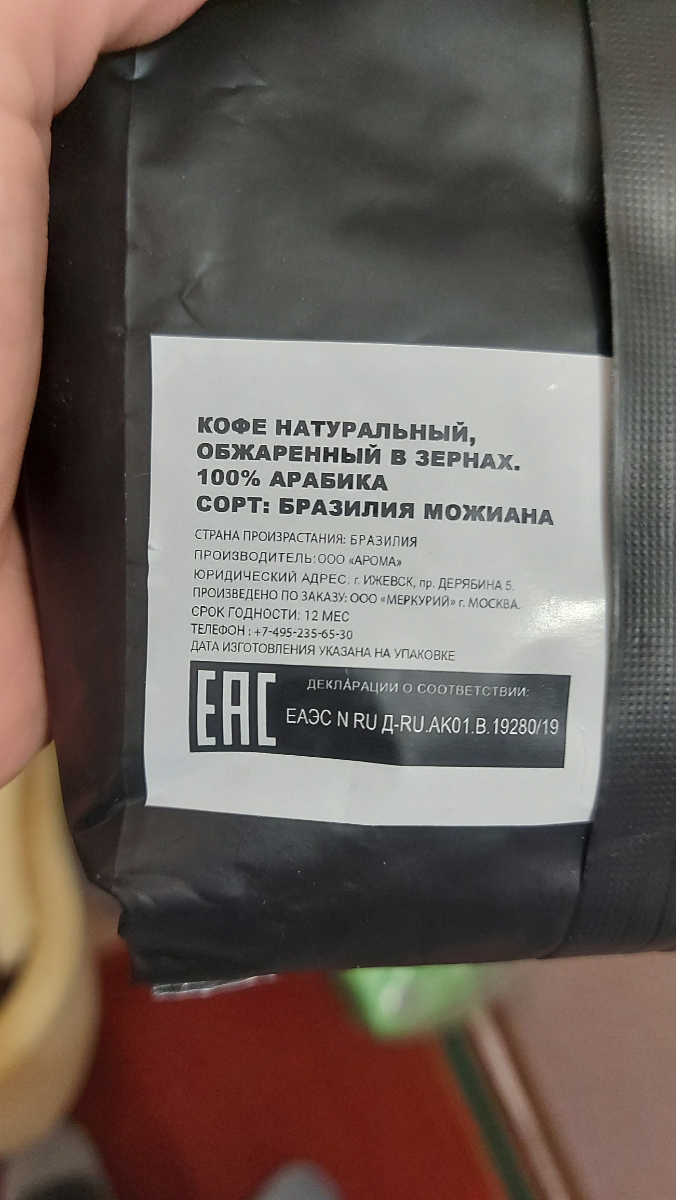 КОФЕ НАТУРАЛЬНЫЙ,
ОБЖАРЕННЫЙ В ЗЕРНАХ.
100% АРАБИКА
СОРТ: БРАЗИЛИЯ МОЖИАНА
СТРАНА ПРОИЗРАСТАНИЯ: БРАЗИЛИЯ
ПРОИЗВОДИТЕЛЬ:ООО «АРОМА»
ЮРИДИЧЕСКИЙ АДРЕС: г. ИЖЕВСК, пр. ДЕРЯБИНА 5.
ПРОИЗВЕДЕНО ПО ЗАКАЗУ: ООО «МЕРКУРИЙ» г. МОСКВА.
СРОК ГОДНОСТИ: 12 МЕС
ТЕЛЕФОН : +7-495-235-65-30
ДАТА ИЗГОТОВЛЕНИЯ УКАЗАНА НА УПАКОВКЕ
ЕАС
ДЕКЛАРАЦИИ О СООТВЕТСТВИИ:
ЕАЭС N RU Д-RU.АК01.В.19280/19